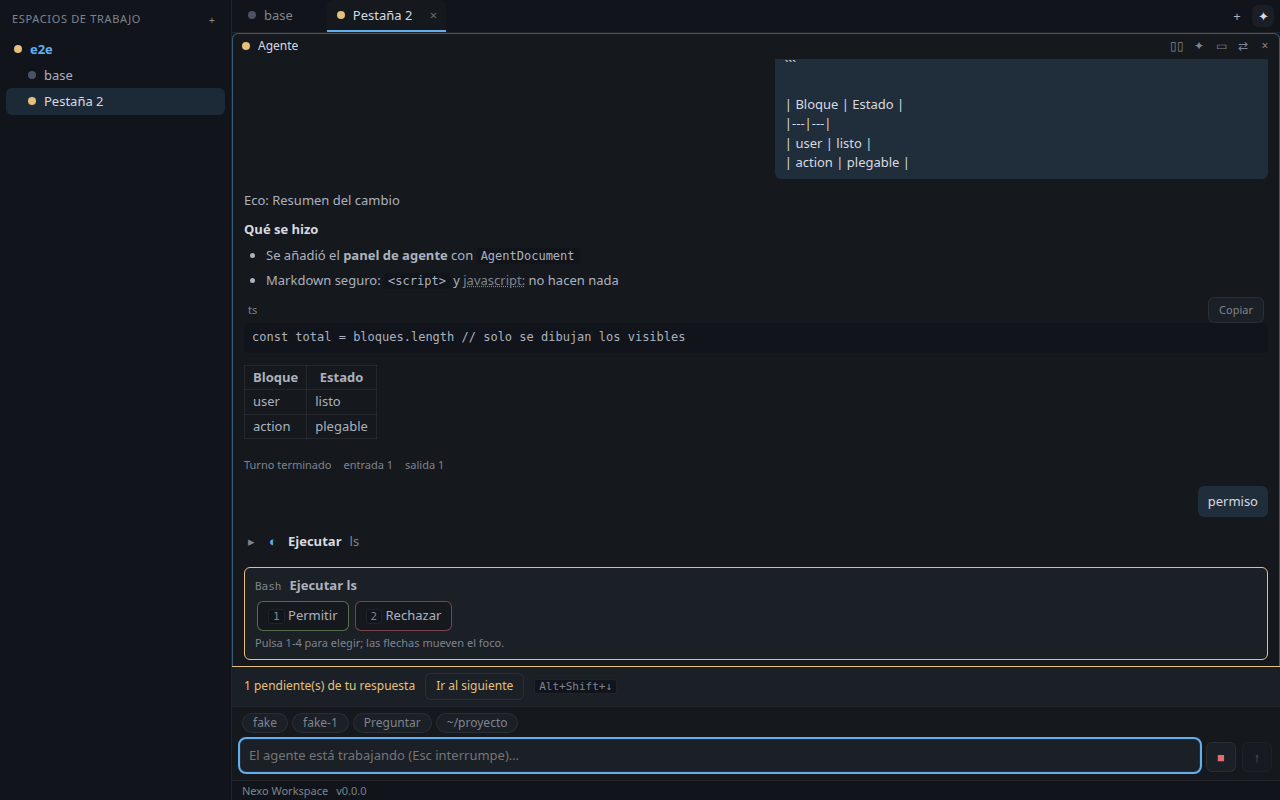 ESPACIOS DE TRABAJO +
e2e
base
Pestaña 2
base
Pestaña 2 ×
+ ✦
Agente
```
| Bloque | Estado |
|---|---|
| user | listo |
| action | plegable |
Eco: Resumen del cambio
Qué se hizo
• Se añadió el panel de agente con AgentDocument
• Markdown seguro: <script> y javascript: no hacen nada
ts
Copiar
const total = bloques.length // solo se dibujan los visibles
Bloque Estado
user listo
action plegable
Turno terminado entrada 1 salida 1
permiso
Ejecutar ls
Bash Ejecutar ls
1 Permitir 2 Rechazar
Pulsa 1-4 para elegir; las flechas mueven el foco.
1 pendiente(s) de tu respuesta Ir al siguiente Alt+Shift+↓
fake fake-1 Preguntar ~/proyecto
El agente está trabajando (Esc interrumpe)...
Nexo Workspace v0.0.0